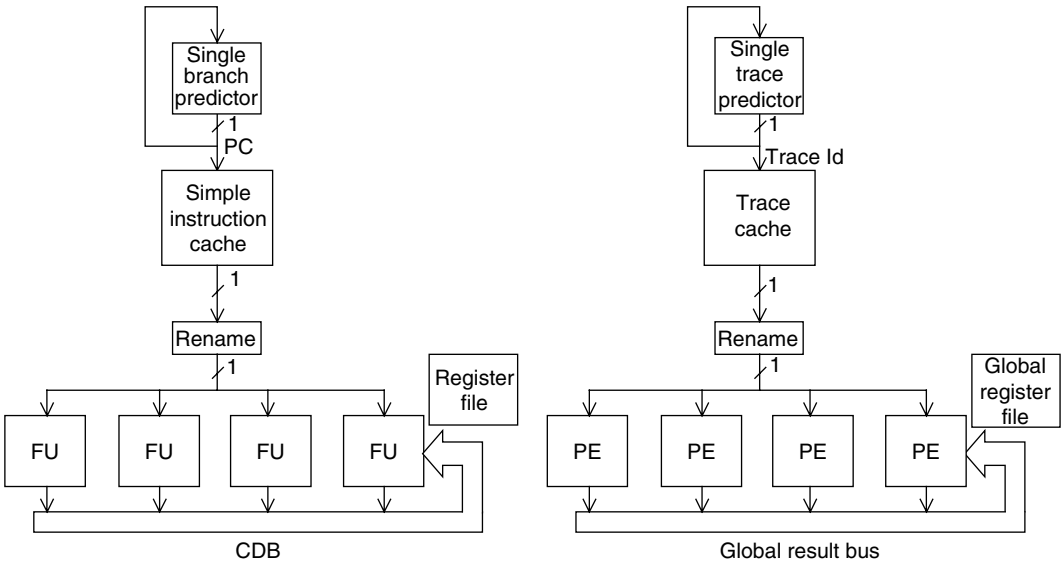 Single
branch
predictor
1
PC
Simple
instruction
cache
1
Rename
1
Register
file
FU
FU
FU
FU
CDB
Single
trace
predictor
1
Trace Id
Trace
cache
1
Rename
1
Global
register
file
PE
PE
PE
PE
Global result bus